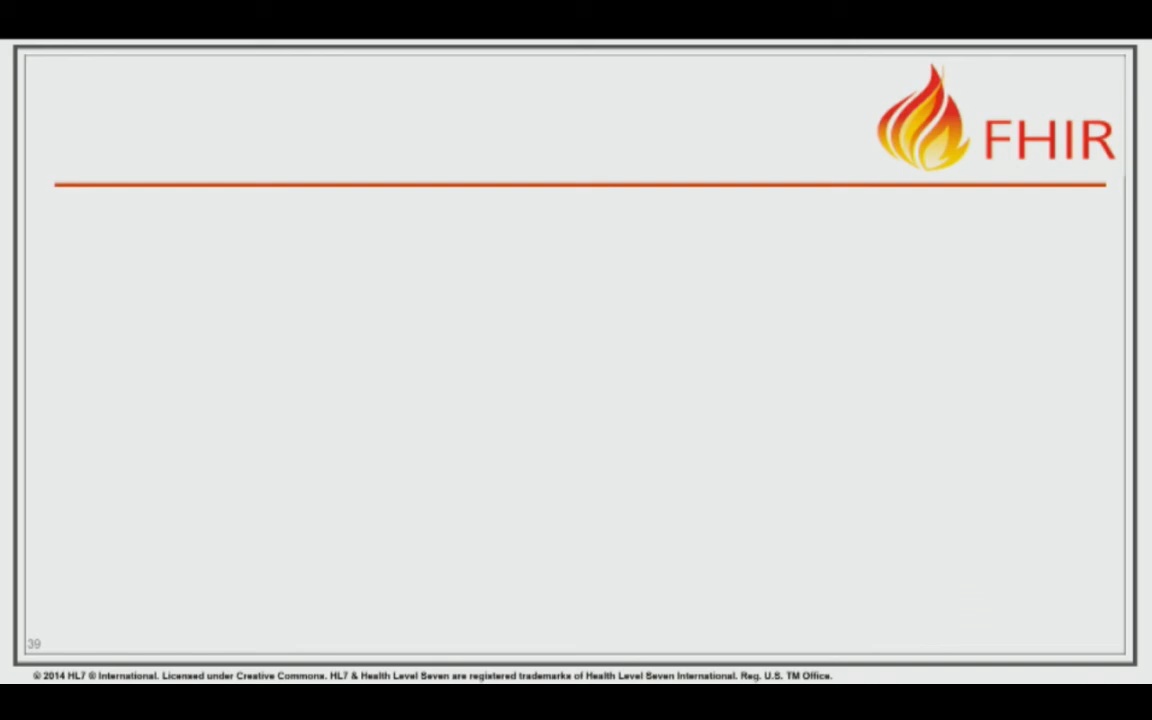 FHIR
39
© 2014 HL7 ® International. Licensed under Creative Commons. HL7 & Health Level Seven are registered trademarks of Health Level Seven International. Reg. U.S. TM Office.